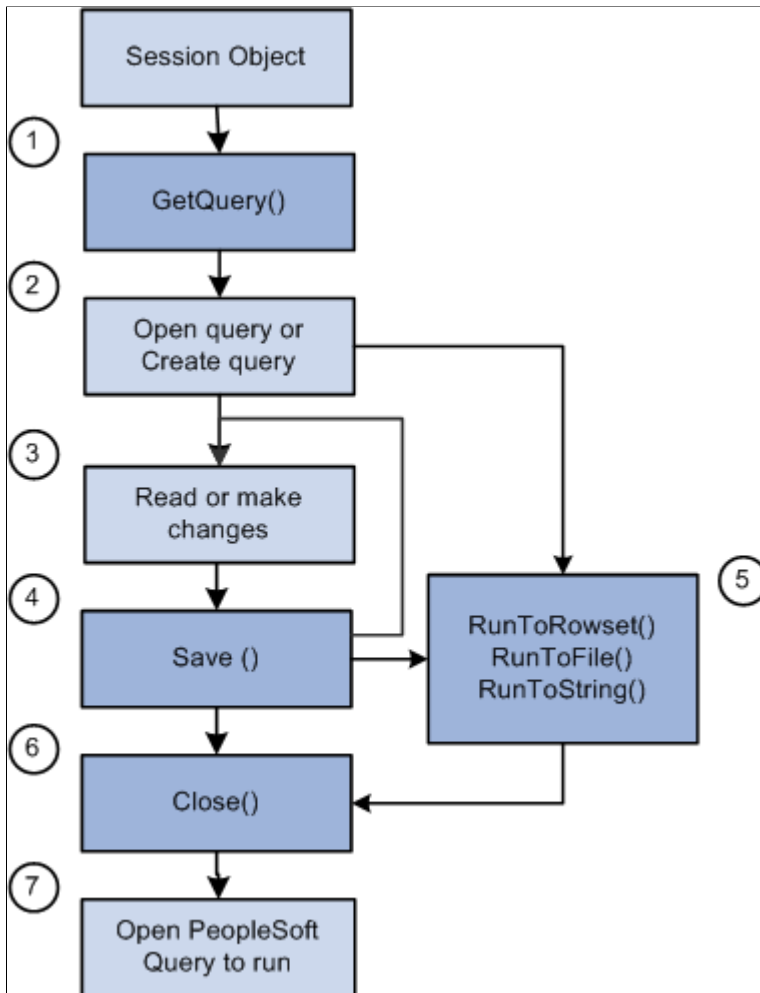 Session Object
1
GetQuery()
2
Open query or
Create query
3
Read or make
changes
4
Save ()
5
RunToRowset()
RunToFile()
RunToString()
6
Close()
7
Open PeopleSoft
Query to run